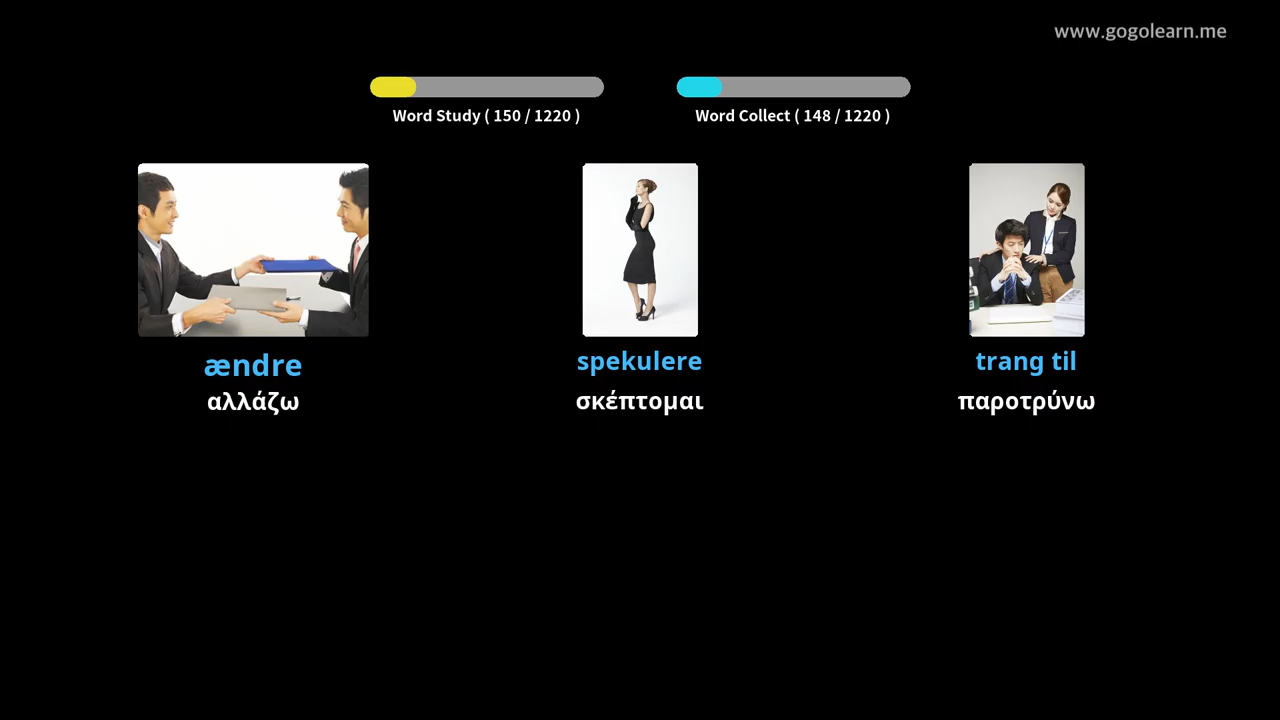 www.gogolearn.me
Word Study ( 150 / 1220 )
Word Collect ( 148 / 1220 )
ændre
spekulere
trang til
αλλάζω
σκέπτομαι
παροτρύνω